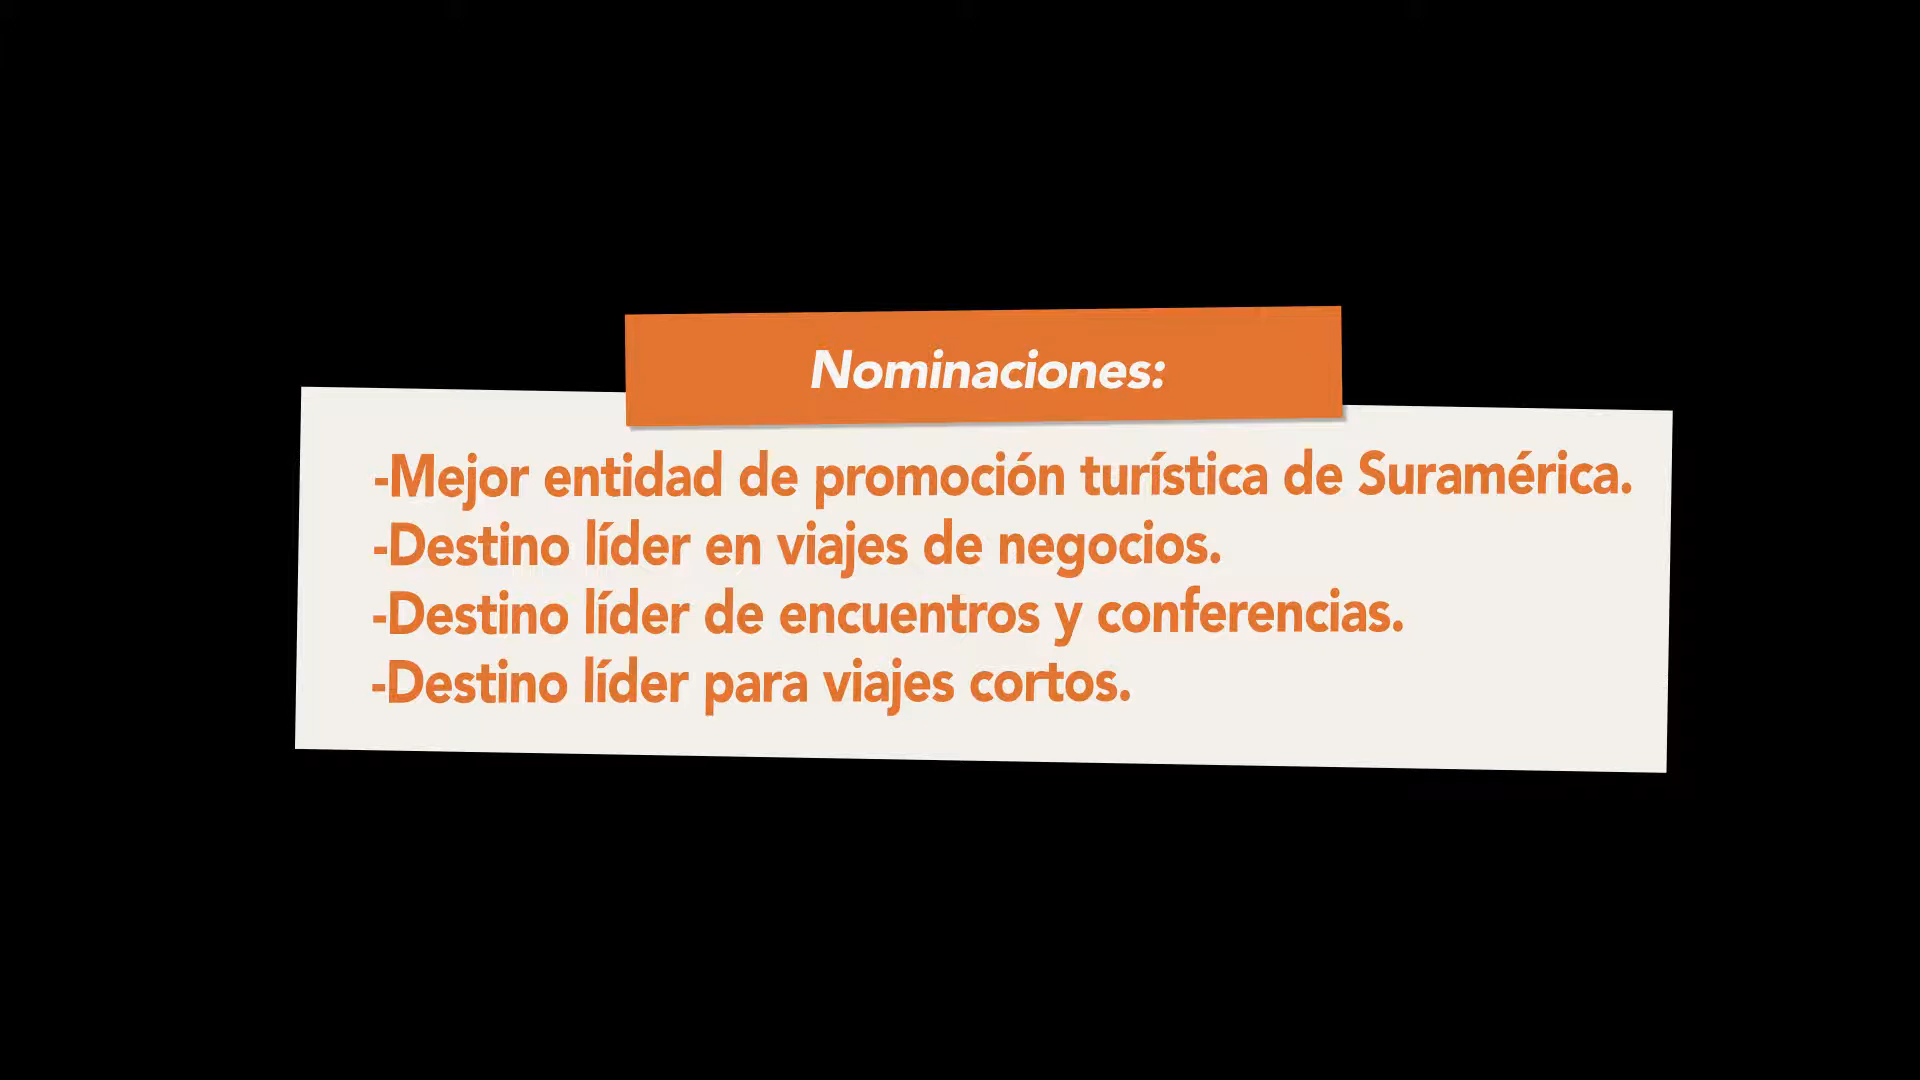 Nominaciones:
-Mejor entidad de promoción turística de Suramérica.
-Destino líder en viajes de negocios.
-Destino líder de encuentros y conferencias.
-Destino líder para viajes cortos.